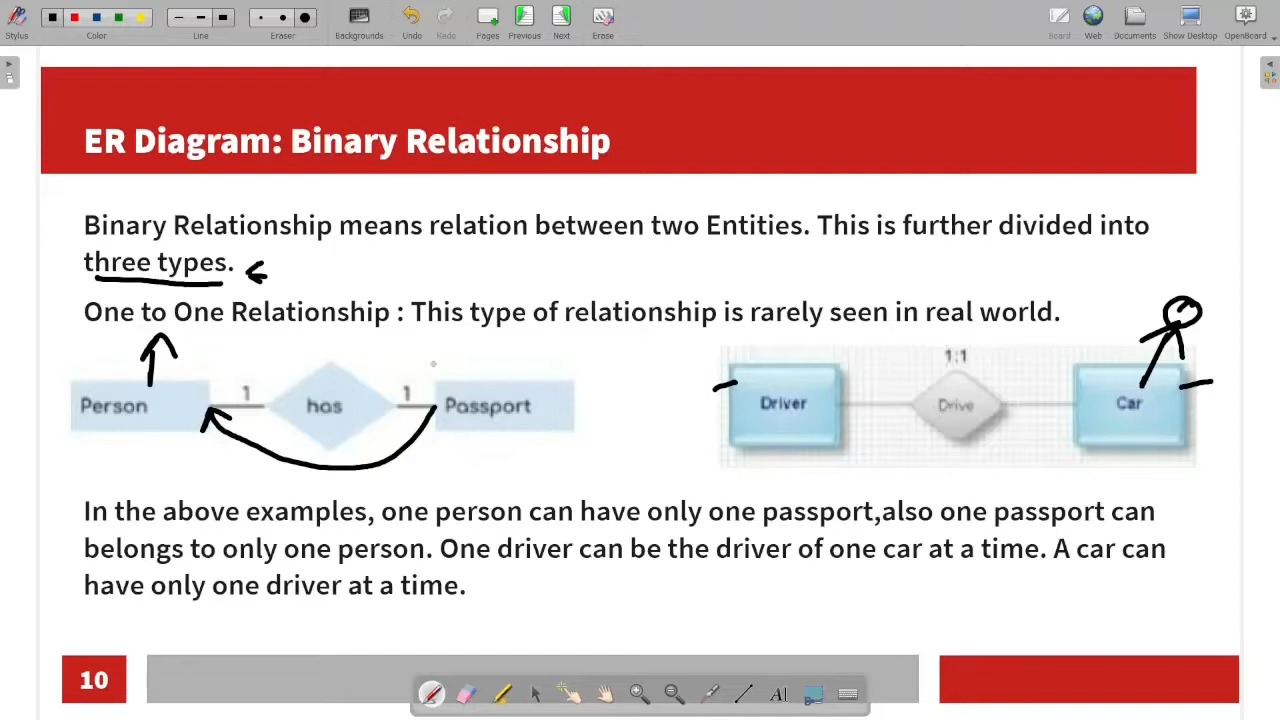 Stylus Color Line Eraser Backgrounds Undo Redo Pages Previous Next Erase Board Web Documents Show Desktop OpenBoard
ER Diagram: Binary Relationship
Binary Relationship means relation between two Entities. This is further divided into
three types.
One to One Relationship : This type of relationship is rarely seen in real world.
1:1
Person 1 has 1 Passport Driver Drive Car
In the above examples, one person can have only one passport,also one passport can
belongs to only one person. One driver can be the driver of one car at a time. A car can
have only one driver at a time.
10
AI